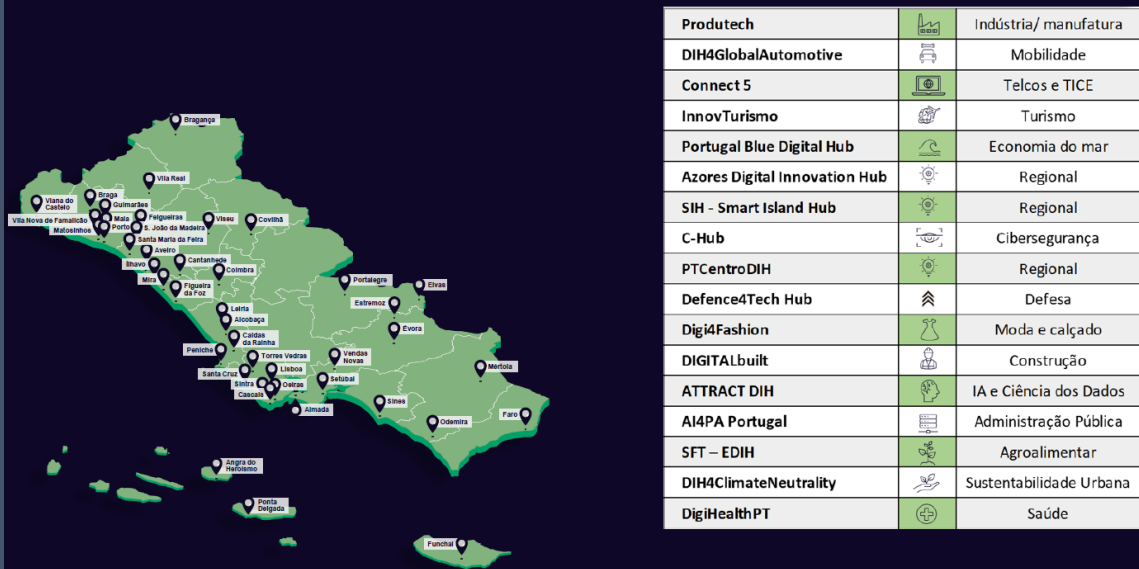 Bragança
Vila Real
Braga
Viana do
Castelo
Guimarães
Vila Nova de Famalicão
Maia
Felgueiras
Viseu
Covilhã
Matosinhos
Porto
S. João da Madeira
Santa Maria da Feira
Aveiro
Ílhavo
Cantanhede
Coimbra
Mira
Figueira
da Foz
Portalegre
Elvas
Estremoz
Leiria
Alcobaça
Évora
Caldas
da Rainha
Peniche
Torres Vedras
Vendas
Novas
Santa Cruz
Lisboa
Mértola
Sintra
Oeiras
Setúbal
Cascais
Almada
Sines
Odemira
Faro
Angra do
Heroísmo
Ponta
Delgada
Funchal
Produtech Indústria/ manufatura
DIH4GlobalAutomotive Mobilidade
Connect 5 Telcos e TICE
InnovTurismo Turismo
Portugal Blue Digital Hub Economia do mar
Azores Digital Innovation Hub Regional
SIH - Smart Island Hub Regional
C-Hub Cibersegurança
PTCentroDIH Regional
Defence4Tech Hub Defesa
Digi4Fashion Moda e calçado
DIGITALbuilt Construção
ATTRACT DIH IA e Ciência dos Dados
AI4PA Portugal Administração Pública
SFT – EDIH Agroalimentar
DIH4ClimateNeutrality Sustentabilidade Urbana
DigiHealthPT Saúde